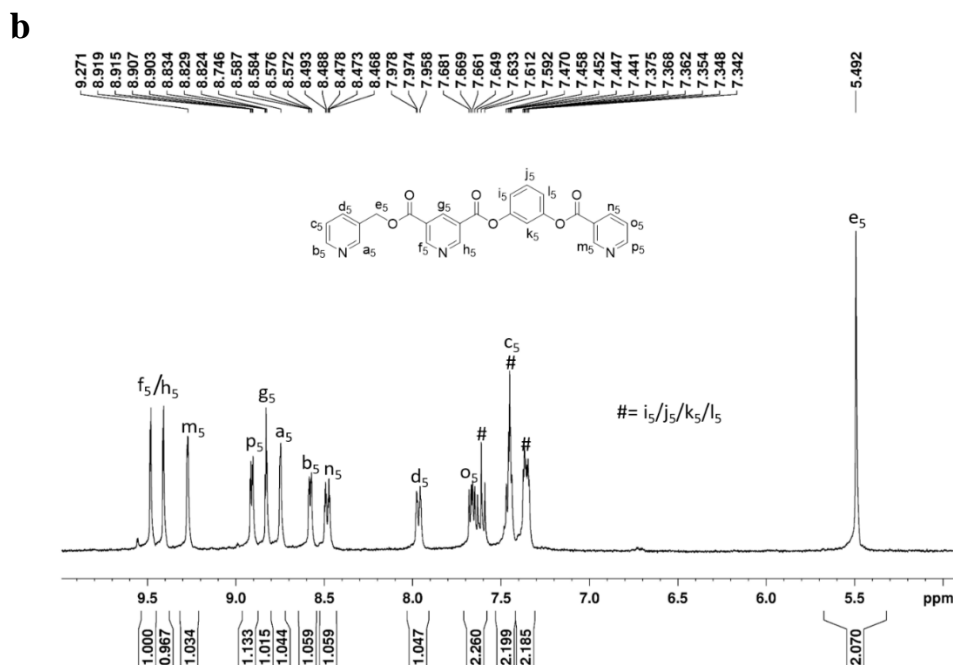 b
9.271 8.919 8.915 8.907 8.903 8.834 8.829 8.824 8.746 8.587 8.584 8.576 8.572 8.493 8.488 8.478 8.473 8.468 7.978 7.974 7.958 7.681 7.669 7.661 7.649 7.633 7.612 7.592 7.470 7.458 7.452 7.447 7.441 7.375 7.368 7.362 7.354 7.348 7.342 5.492
j₅
i₅ l₅
d₅ e₅ O g₅ O O n₅
c₅ O O k₅ O o₅
b₅ N a₅ f₅ N h₅ m₅ N p₅
e₅
c₅
f₅/h₅ g₅ # #= i₅/j₅/k₅/l₅
m₅ p₅ a₅ # #
b₅ n₅ d₅ o₅
9.5 9.0 8.5 8.0 7.5 7.0 6.5 6.0 5.5 ppm
1.000 0.967 1.034 1.133 1.015 1.044 1.059 1.059 1.047 2.260 2.199 2.185 2.070